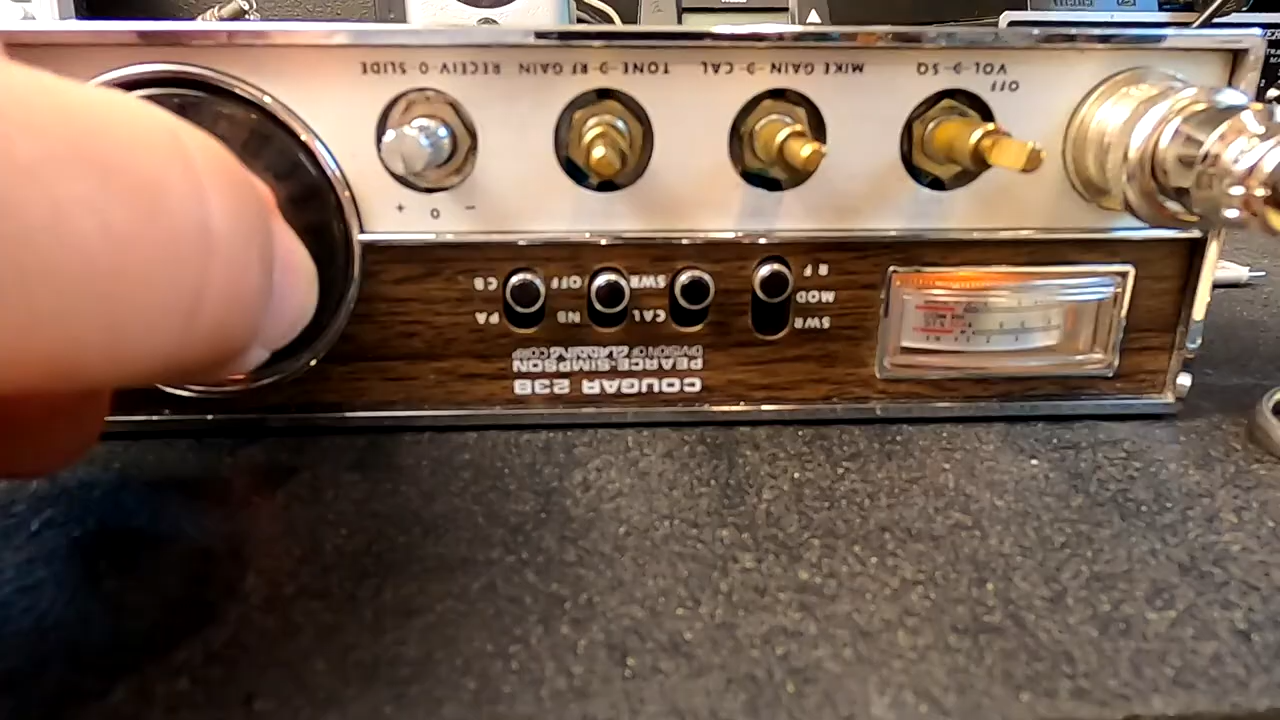 OFF
VOL-Ɔ-SQ
MIKE GAIN-Ɔ-CAL
TONE-Ɔ-RF GAIN
RECEIV-O-SLIDE
- O +
SWR
MOD
RF
CAL
SWR
NB
OFF
PA
CB
COUGAR 23B
PEARCE-SIMPSON
DIVISION OF GLADDING CORP